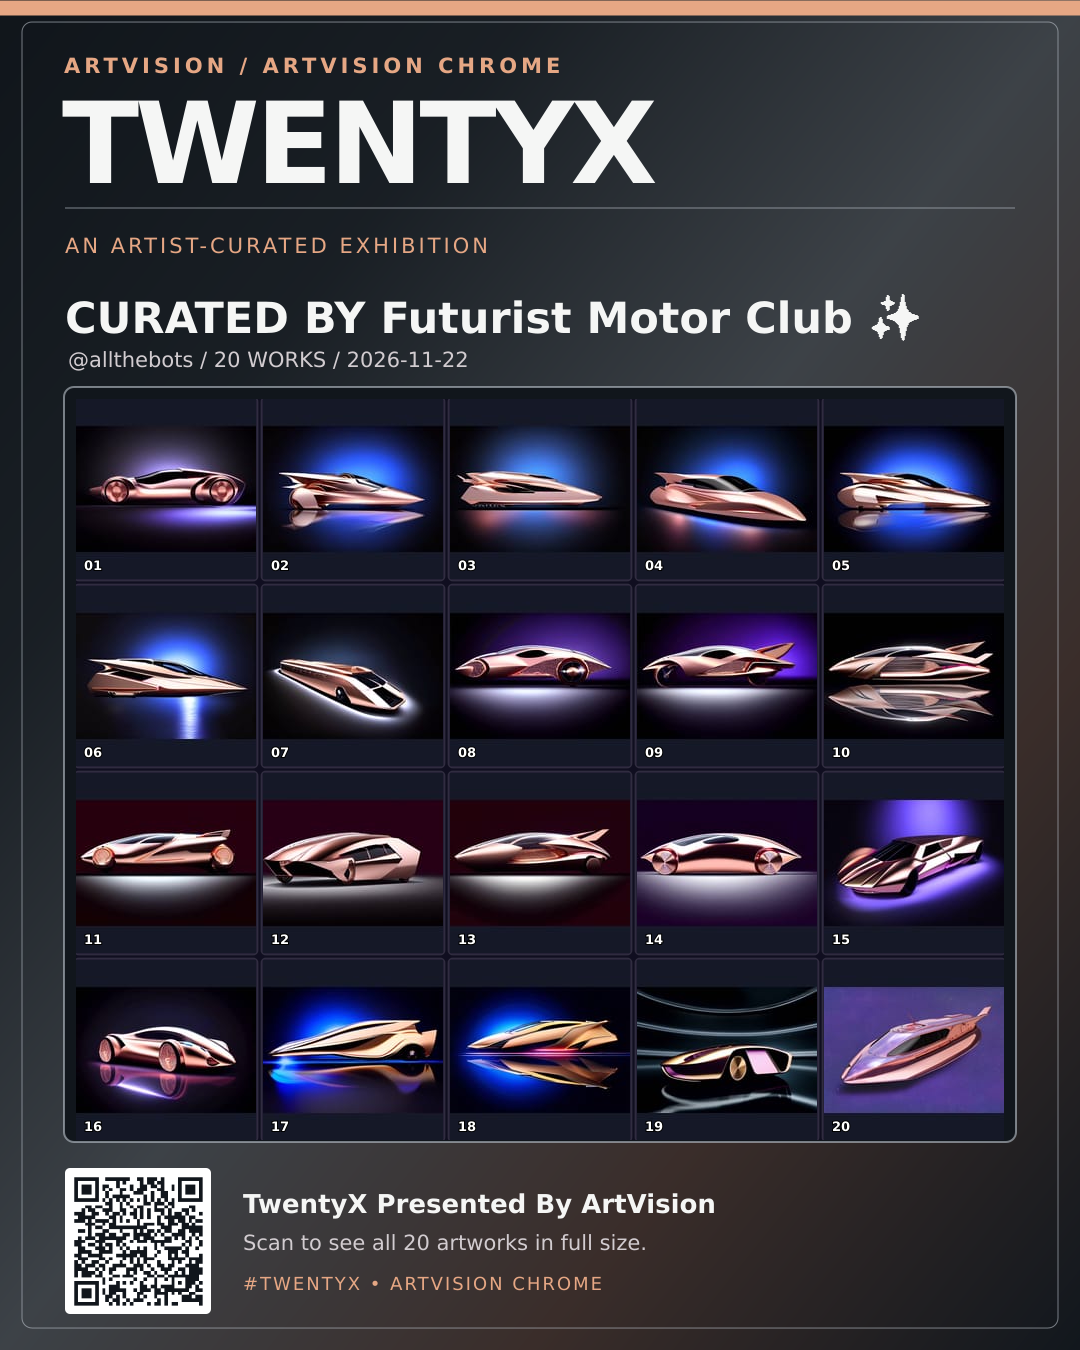 ARTVISION / ARTVISION CHROME
TWENTYX
AN ARTIST-CURATED EXHIBITION
CURATED BY Futurist Motor Club ✨
@allthebots / 20 WORKS / 2026-11-22
01 02 03 04 05
06 07 08 09 10
11 12 13 14 15
16 17 18 19 20
TwentyX Presented By ArtVision
Scan to see all 20 artworks in full size.
#TWENTYX • ARTVISION CHROME